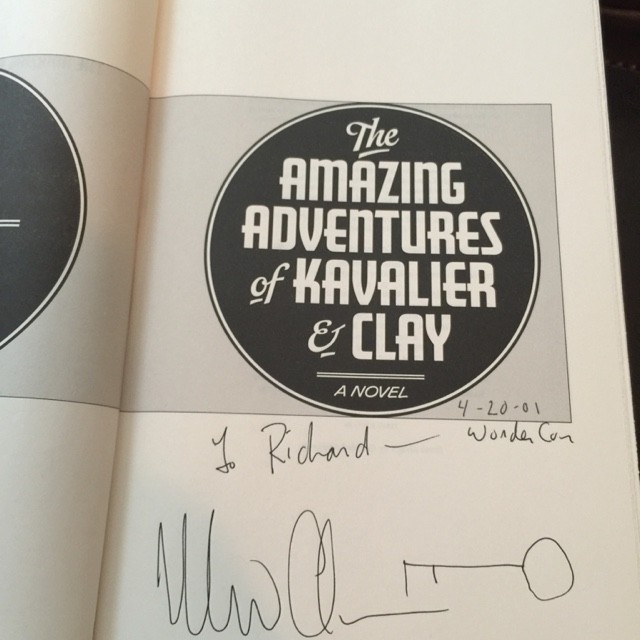 The
AMAZING
ADVENTURES
of KAVALIER
& CLAY
A NOVEL
4-20-01
WonderCon
To Richard —